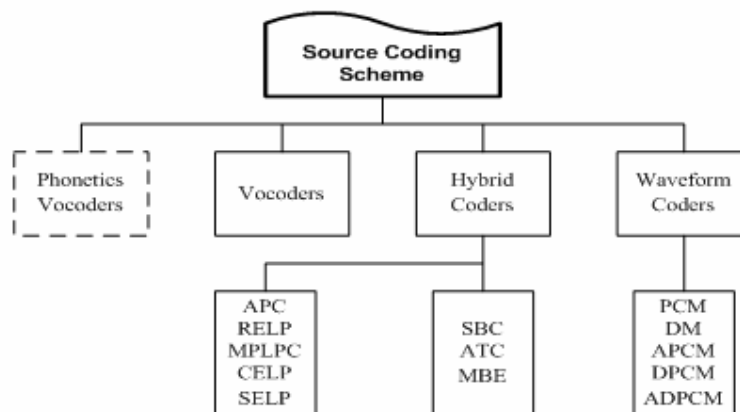 Source Coding
Scheme
Phonetics
Vocoders
Vocoders
Hybrid
Coders
Waveform
Coders
APC
RELP
MPLPC
CELP
SELP
SBC
ATC
MBE
PCM
DM
APCM
DPCM
ADPCM